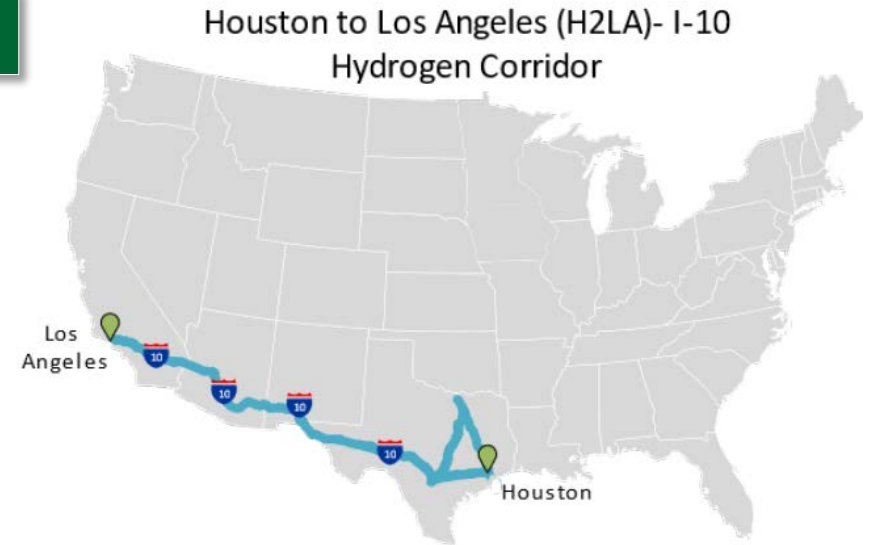 Houston to Los Angeles (H2LA)- I-10
Hydrogen Corridor
Los
Angeles
10
10
10
10
Houston